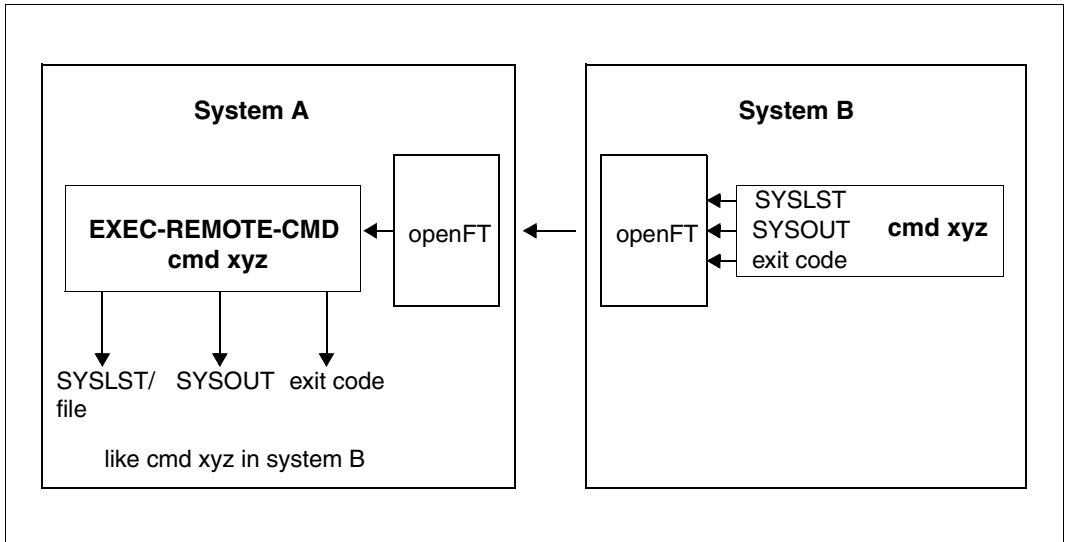 System A
EXEC-REMOTE-CMD
cmd xyz
openFT
SYSLST/
file
SYSOUT
exit code
like cmd xyz in system B
System B
openFT
SYSLST
SYSOUT
exit code
cmd xyz